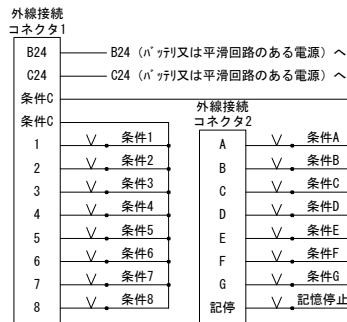 外線接続
コネクタ1
B24 B24（ﾊﾞｯﾃﾘ又は平滑回路のある電源）へ
C24 C24（ﾊﾞｯﾃﾘ又は平滑回路のある電源）へ
条件C
条件C
1 条件1
2 条件2
3 条件3
4 条件4
5 条件5
6 条件6
7 条件7
8 条件8
外線接続
コネクタ2
A 条件A
B 条件B
C 条件C
D 条件D
E 条件E
F 条件F
G 条件G
記停 記憶停止